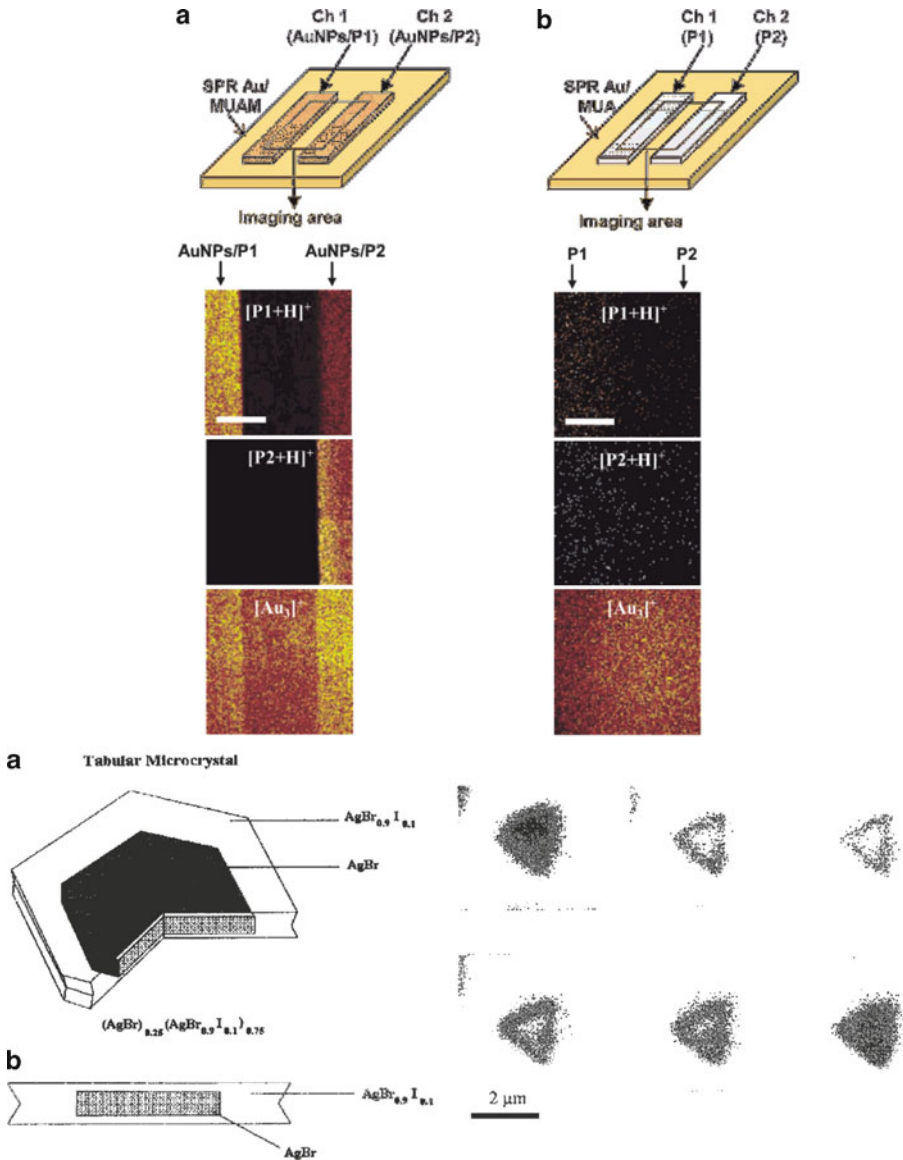 a
Ch 1
(AuNPs/P1)
Ch 2
(AuNPs/P2)
SPR Au/
MUAM
Imaging area
AuNPs/P1
AuNPs/P2
[P1+H]⁺
[P2+H]⁺
[Au₃]⁺
b
Ch 1
(P1)
Ch 2
(P2)
SPR Au/
MUA
Imaging area
P1
P2
[P1+H]⁺
[P2+H]⁺
[Au₃]⁺
a
Tabular Microcrystal
AgBr₀.₉ I₀.₁
AgBr
(AgBr)₀.₂₅(AgBr₀.₉ I₀.₁)₀.₇₅
b
AgBr₀.₉ I₀.₁
AgBr
2 μm